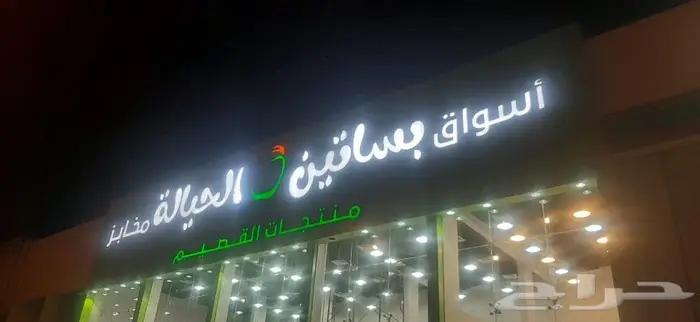 أسواق بساتين الحيالة مخابز
منتجات القصيم
حراج